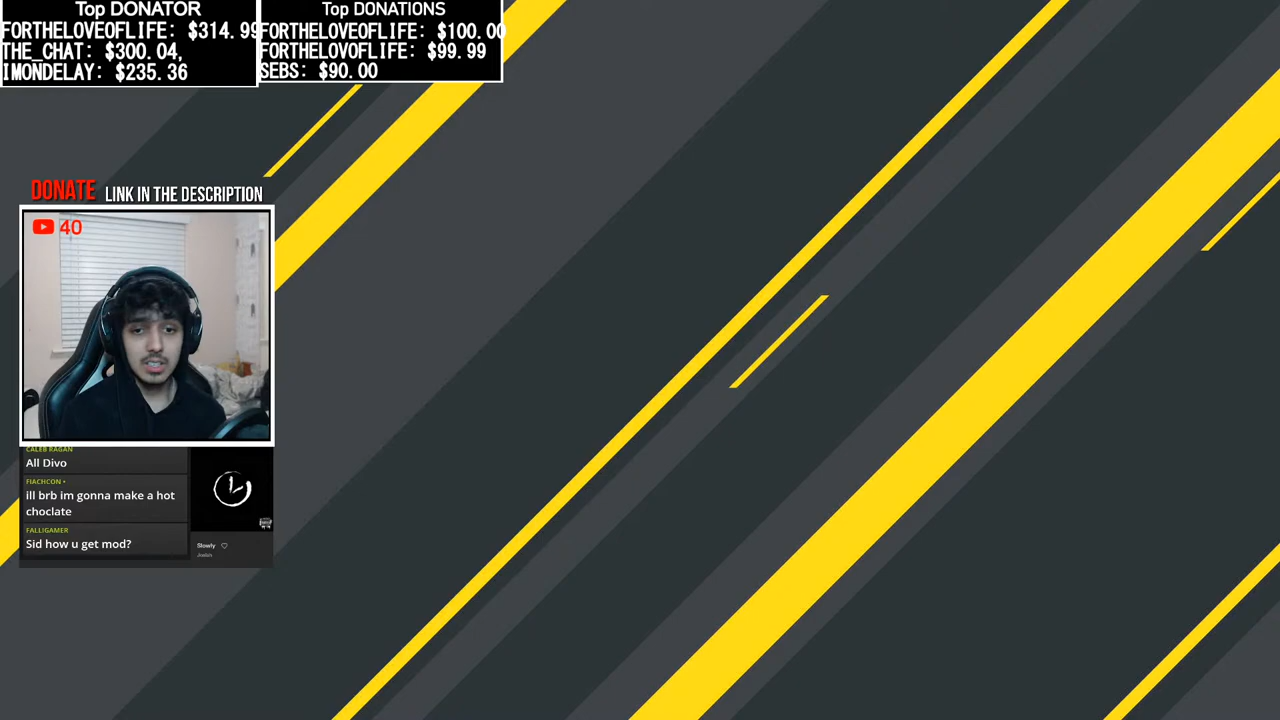 Top DONATOR
FORTHELOVEOFLIFE: $314.99
THE_CHAT: $300.04,
IMONDELAY: $235.36
Top DONATIONS
FORTHELOVEOFLIFE: $100.00
FORTHELOVOFLIFE: $99.99
SEBS: $90.00
DONATE LINK IN THE DESCRIPTION
40
CALEB RAGAN
All Divo
FIACHCON •
ill brb im gonna make a hot
choclate
FALLIGAMER
Sid how u get mod?
Slowly